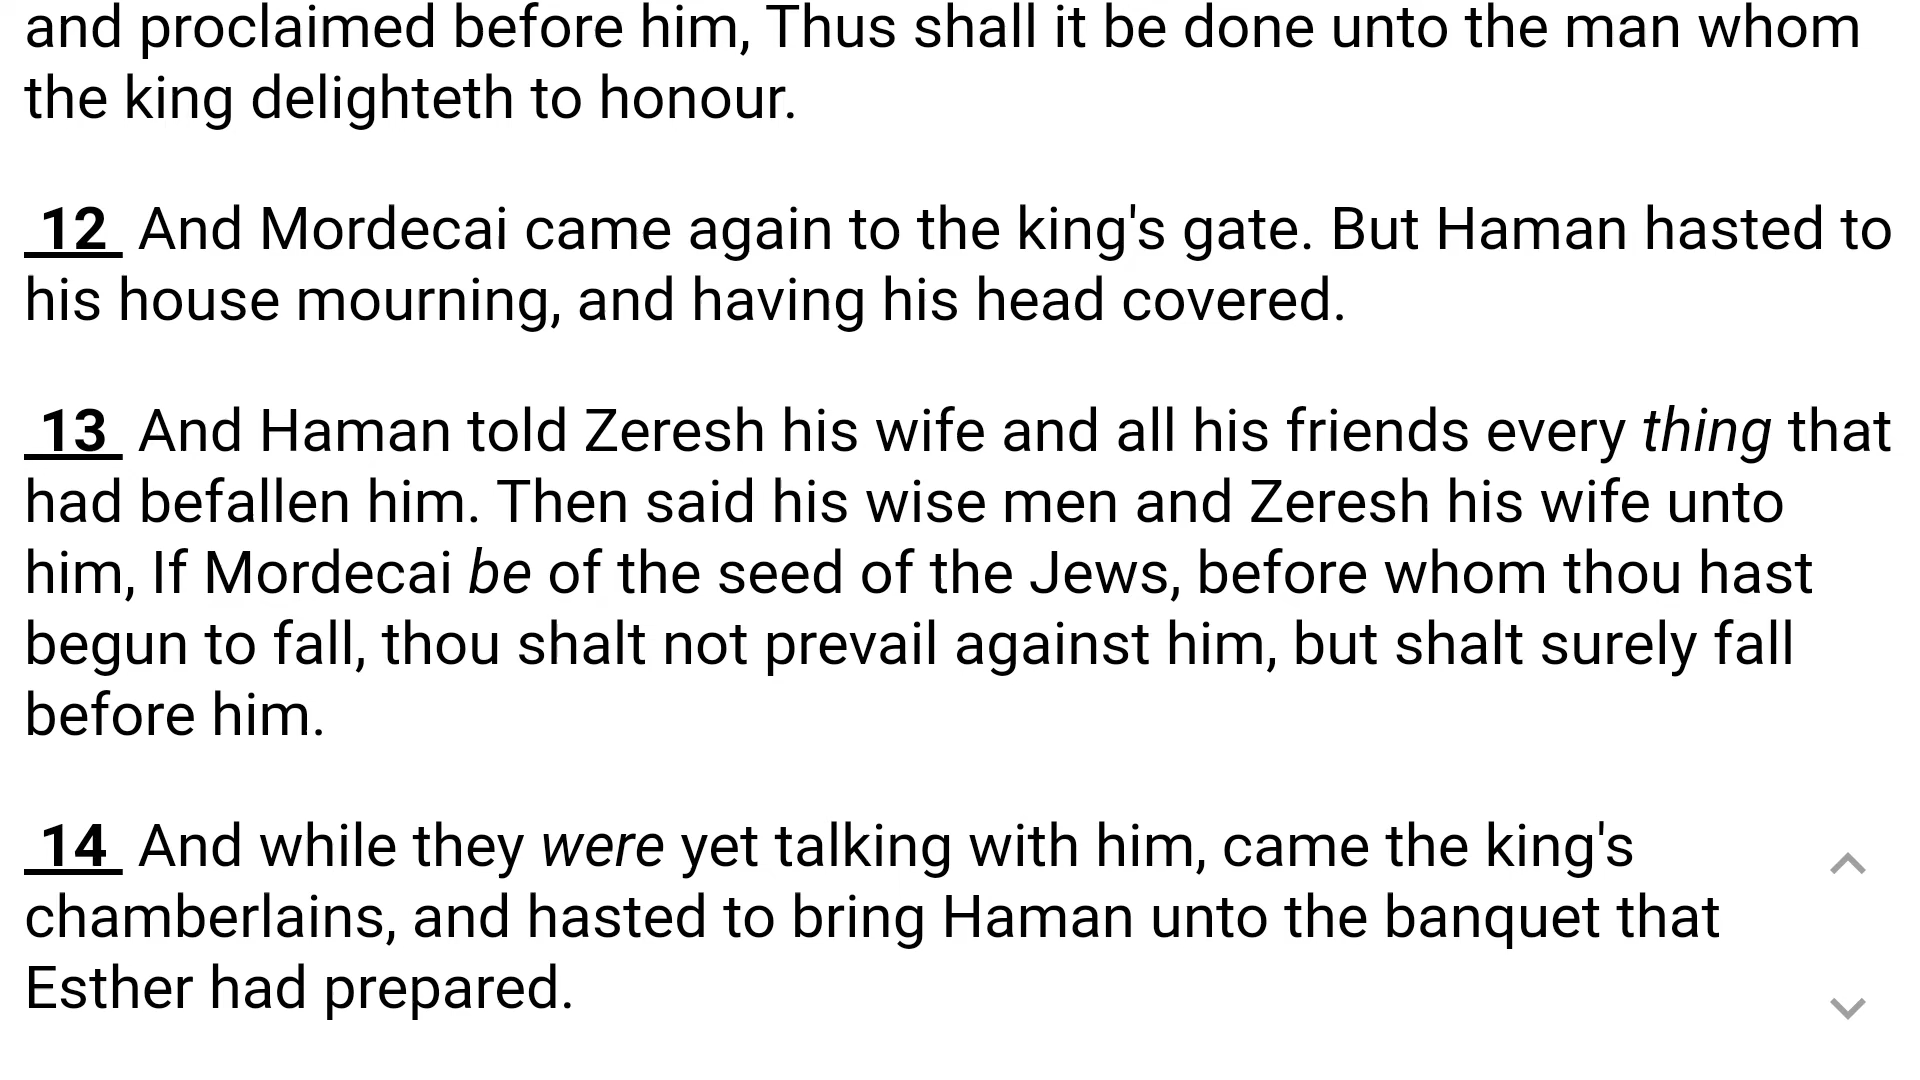 and proclaimed before him, Thus shall it be done unto the man whom
the king delighteth to honour.
12 And Mordecai came again to the king's gate. But Haman hasted to
his house mourning, and having his head covered.
13 And Haman told Zeresh his wife and all his friends every thing that
had befallen him. Then said his wise men and Zeresh his wife unto
him, If Mordecai be of the seed of the Jews, before whom thou hast
begun to fall, thou shalt not prevail against him, but shalt surely fall
before him.
14 And while they were yet talking with him, came the king's
chamberlains, and hasted to bring Haman unto the banquet that
Esther had prepared.